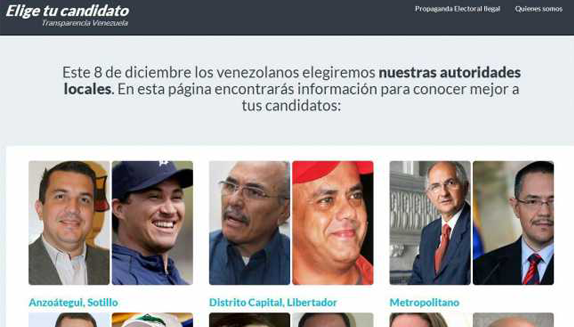 Elige tu candidato
Transparencia Venezuela
Propaganda Electoral Ilegal
Quienes somos
Este 8 de diciembre los venezolanos elegiremos nuestras autoridades
locales. En esta página encontrarás información para conocer mejor a
tus candidatos:
Anzoátegui, Sotillo
Distrito Capital, Libertador
Metropolitano